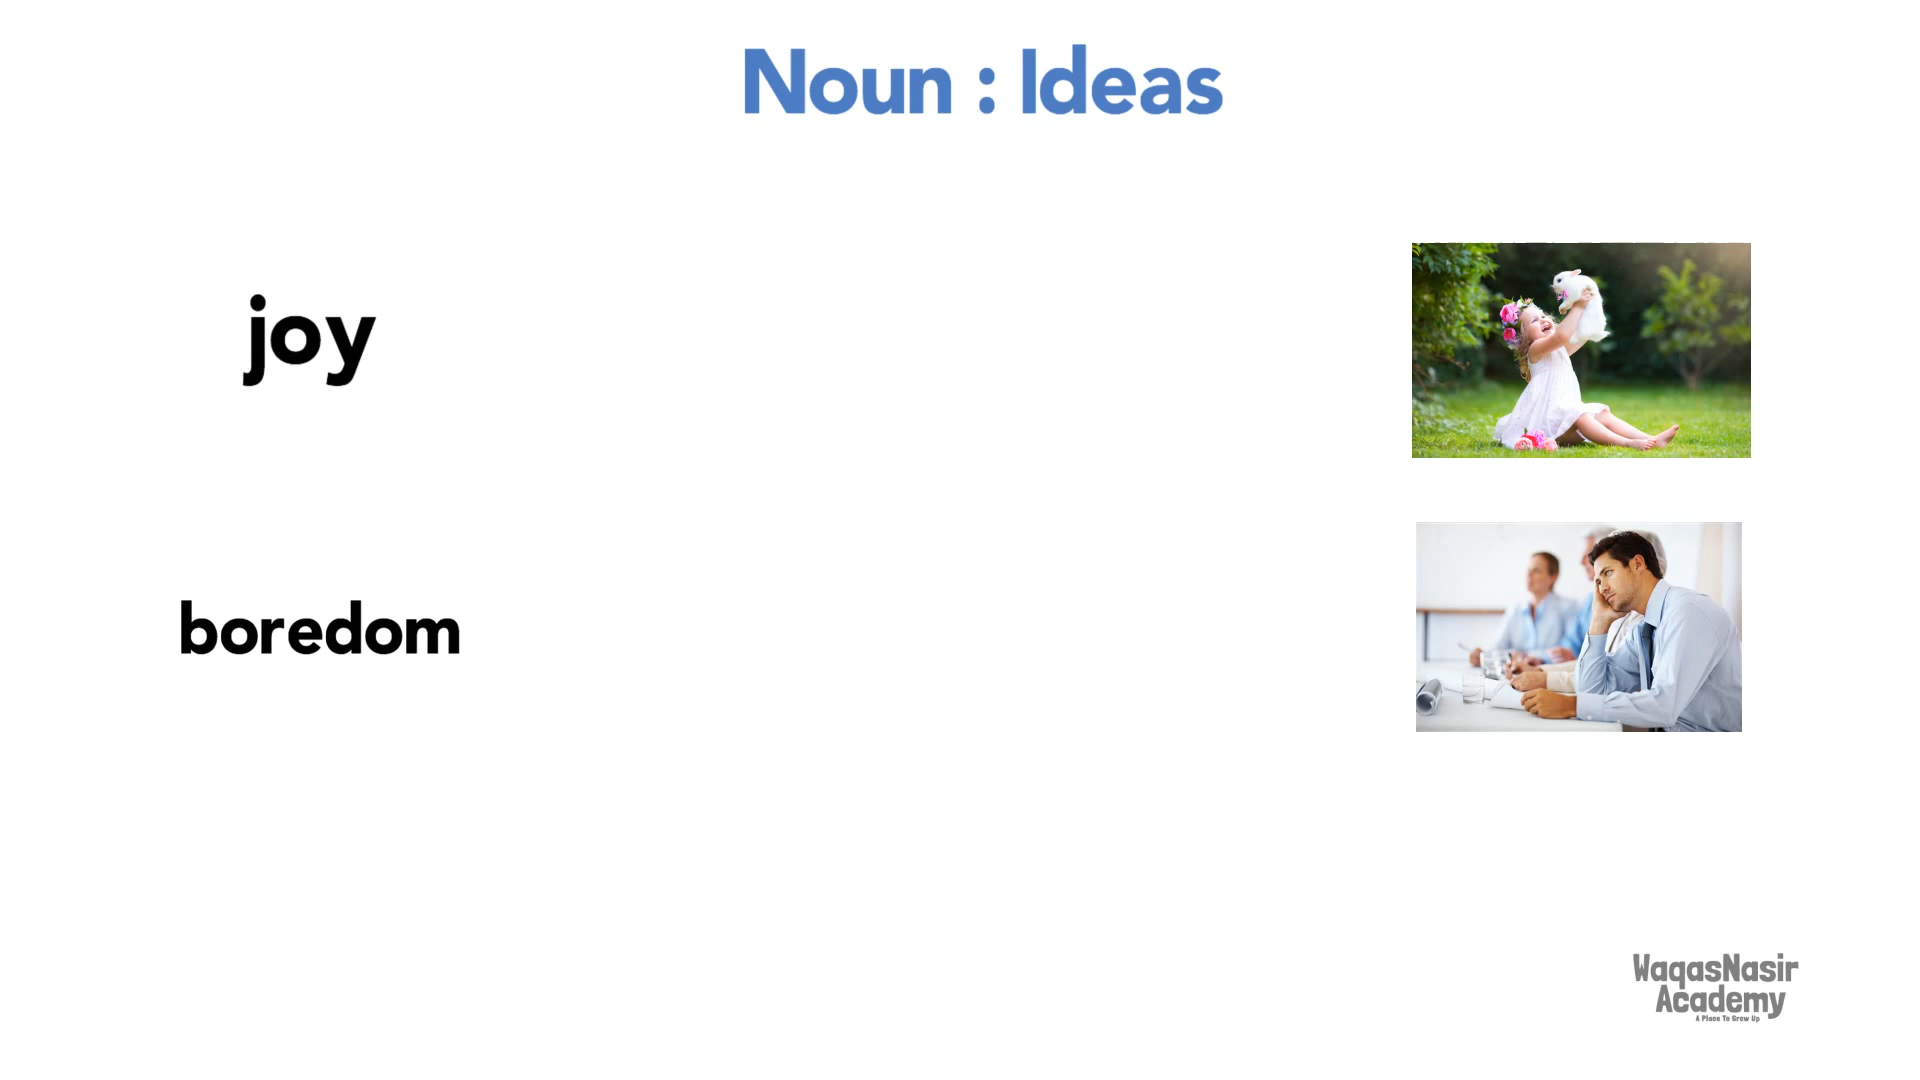 Noun : Ideas
joy
boredom
WaqasNasir
Academy
A Place To Grow Up